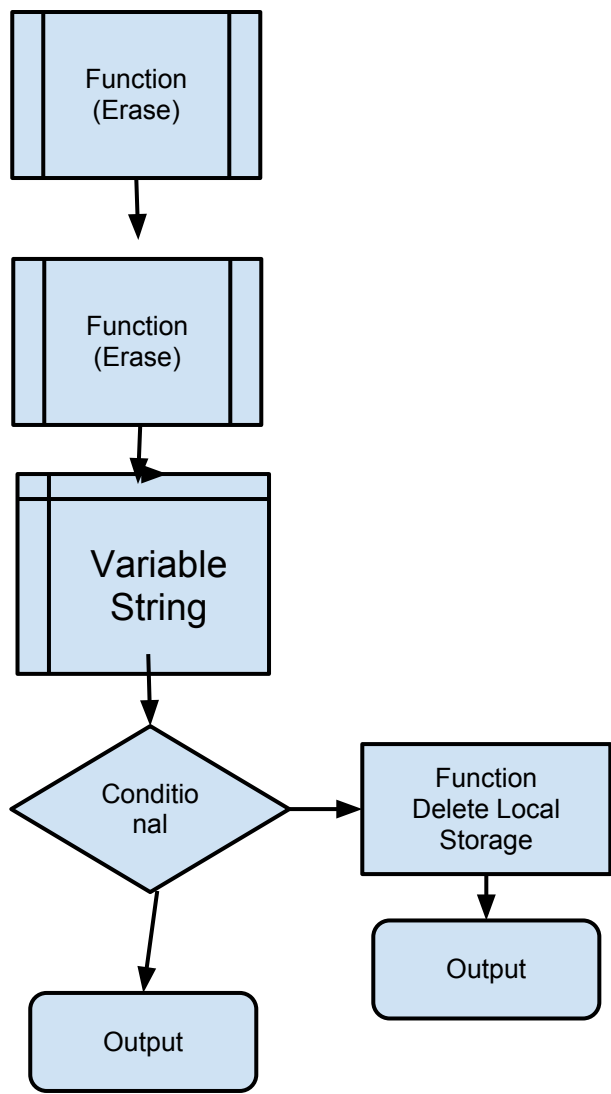 Function
(Erase)
Function
(Erase)
Variable
String
Conditio
nal
Function
Delete Local
Storage
Output
Output